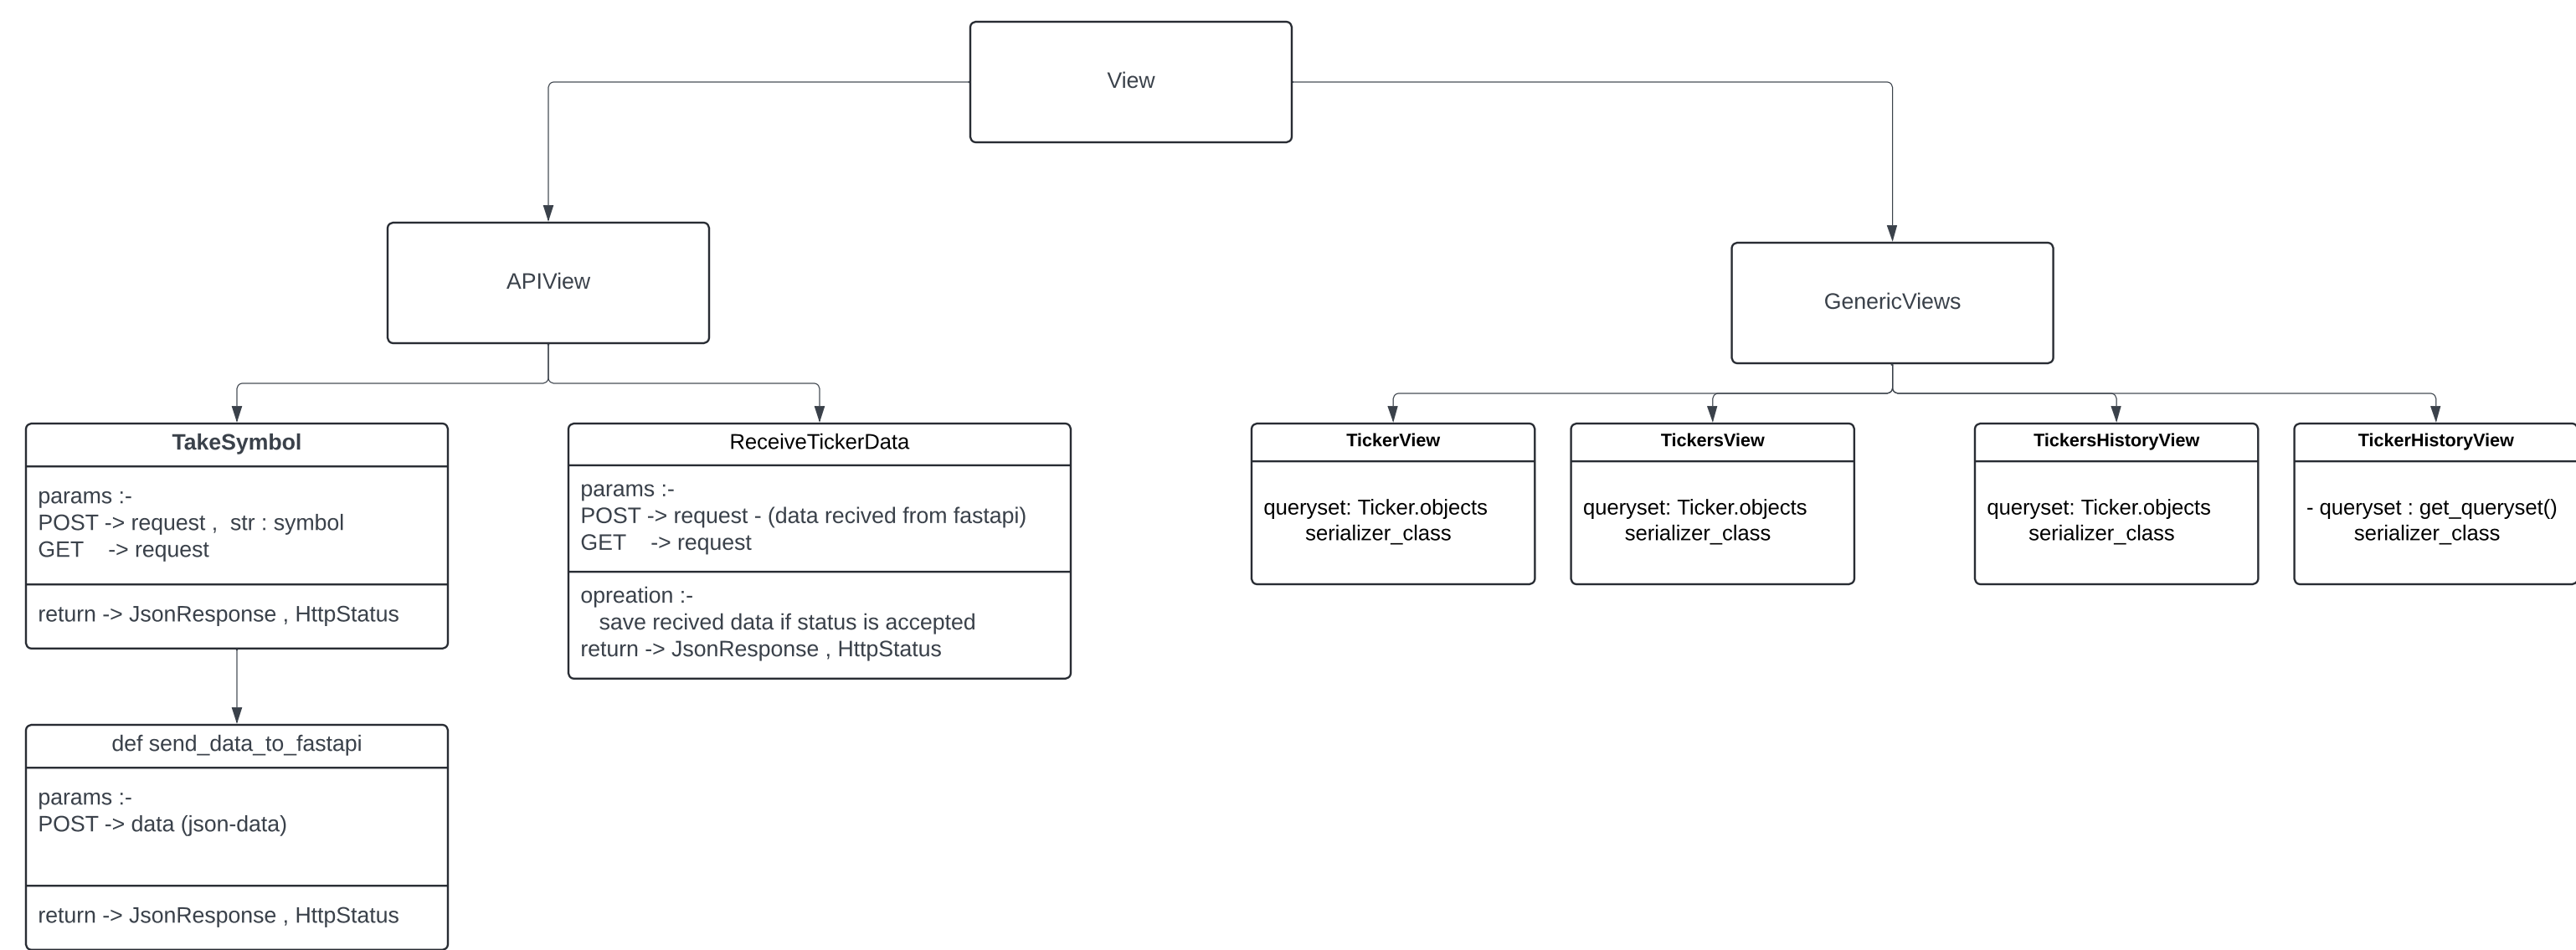 View
APIView
GenericViews
TakeSymbol
params :-
POST -> request ,  str : symbol
GET    -> request
return -> JsonResponse , HttpStatus
ReceiveTickerData
params :-
POST -> request - (data recived from fastapi)
GET    -> request
opreation :-
save recived data if status is accepted
return -> JsonResponse , HttpStatus
TickerView
queryset: Ticker.objects
serializer_class
TickersView
queryset: Ticker.objects
serializer_class
TickersHistoryView
queryset: Ticker.objects
serializer_class
TickerHistoryView
- queryset : get_queryset()
serializer_class
def send_data_to_fastapi
params :-
POST -> data (json-data)
return -> JsonResponse , HttpStatus